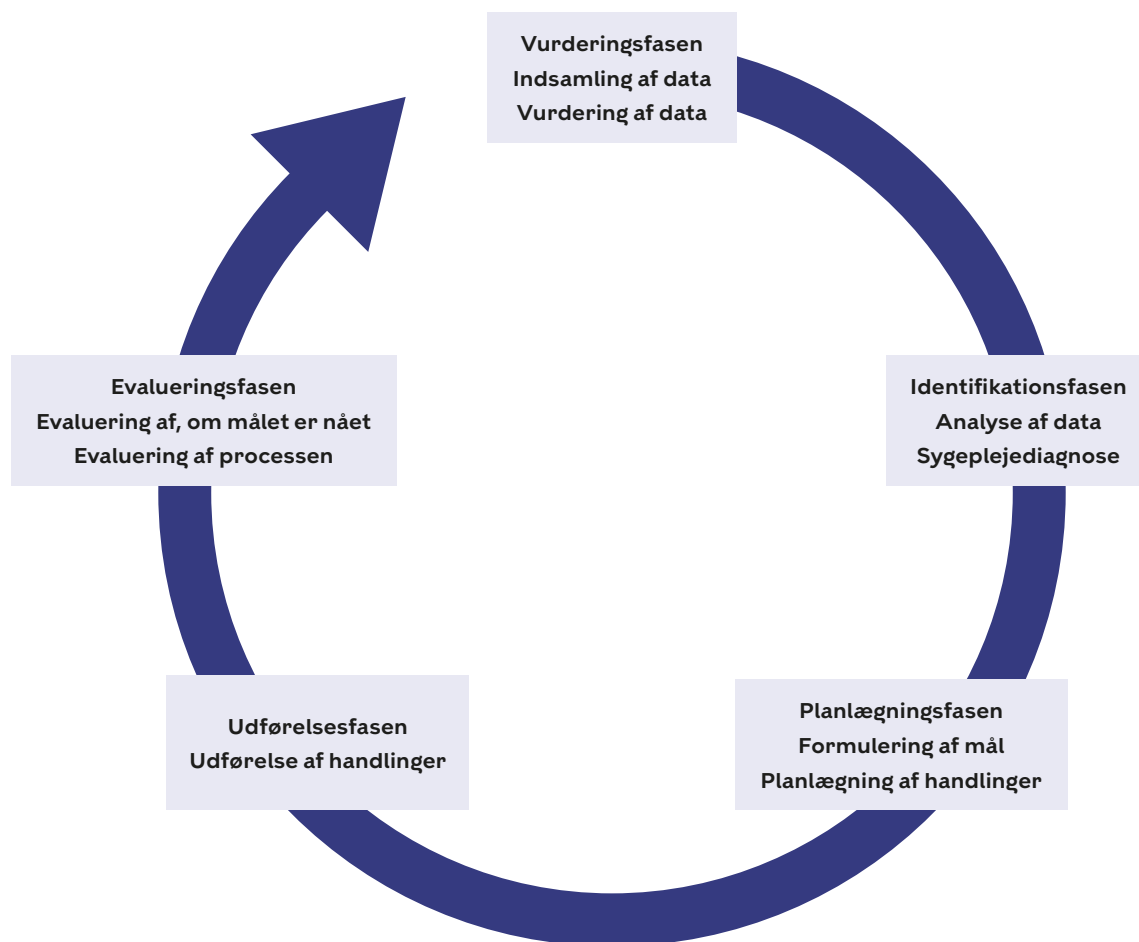 Vurderingsfasen
Indsamling af data
Vurdering af data
Identifikationsfasen
Analyse af data
Sygeplejediagnose
Planlægningsfasen
Formulering af mål
Planlægning af handlinger
Udførelsesfasen
Udførelse af handlinger
Evalueringsfasen
Evaluering af, om målet er nået
Evaluering af processen